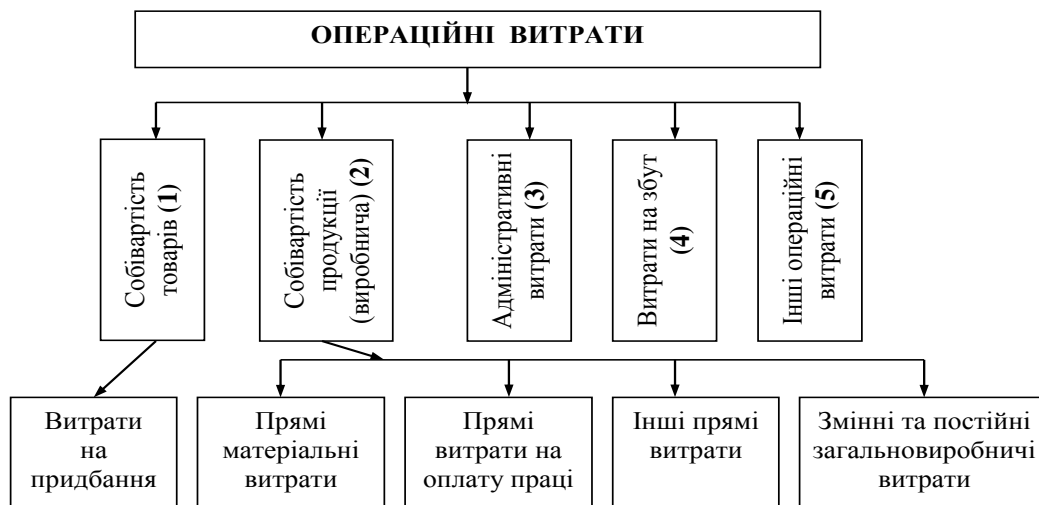 ОПЕРАЦІЙНІ ВИТРАТИ
Собівартість
товарів (1)
Собівартість
продукції
(виробнича) (2)
Адміністративні
витрати (3)
Витрати на збут
(4)
Інші операційні
витрати (5)
Витрати
на
придбання
Прямі
матеріальні
витрати
Прямі
витрати на
оплату праці
Інші прямі
витрати
Змінні та постійні
загальновиробничі
витрати